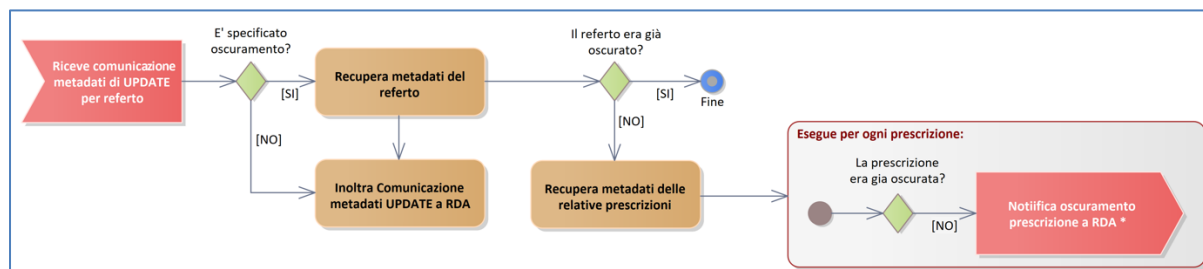 Riceve comunicazione
metadati di UPDATE
per referto
E' specificato
oscuramento?
[SI]
[NO]
Recupera metadati del
referto
Inoltra Comunicazione
metadati UPDATE a RDA
Il referto era già
oscurato?
[SI]
Fine
[NO]
Recupera metadati delle
relative prescrizioni
Esegue per ogni prescrizione:
La prescrizione
era gia oscurata?
[NO]
Notiifica oscuramento
prescrizione a RDA *